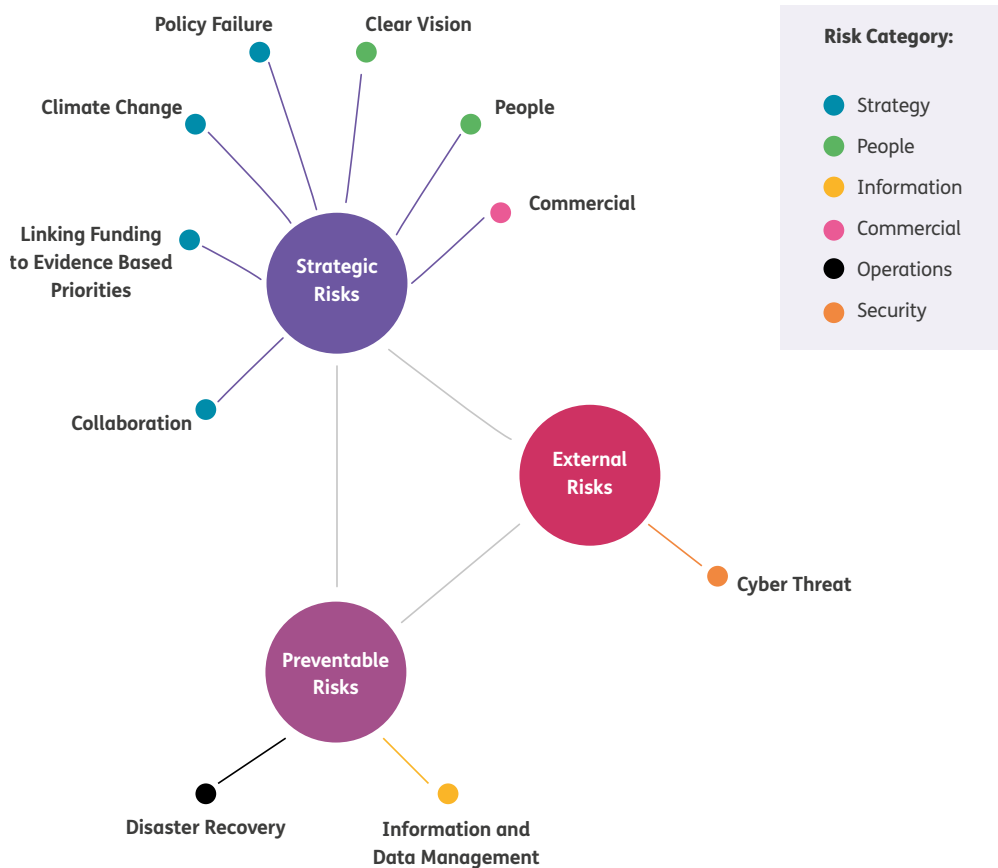 Policy Failure
Clear Vision
Climate Change
People
Commercial
Linking Funding
to Evidence Based
Priorities
Strategic
Risks
Collaboration
External
Risks
Cyber Threat
Preventable
Risks
Disaster Recovery
Information and
Data Management
Risk Category:
Strategy
People
Information
Commercial
Operations
Security